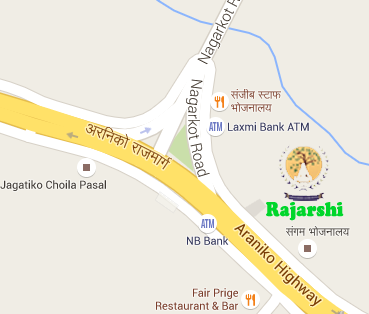 Nagarkot R
संजीब स्टाफ
भोजनालय
Nagarkot Road
ATM Laxmi Bank ATM
अरनिको राजमार्ग
Jagatiko Choila Pasal
Rajarshi
संगम भोजनालय
ATM
NB Bank
Araniko Highway
Fair Prige
Restaurant & Bar